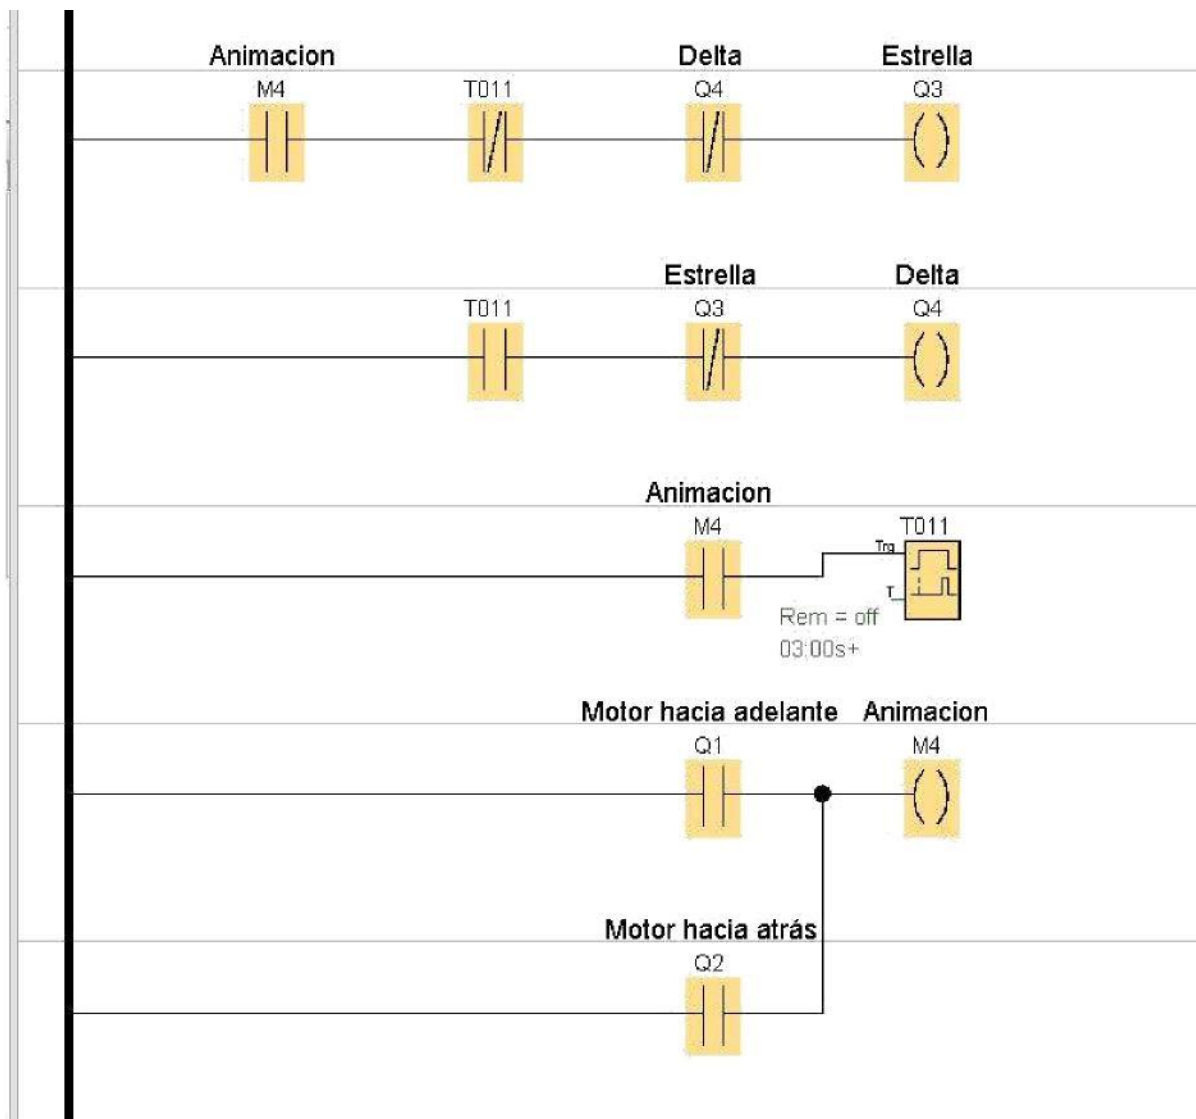 Animacion Delta Estrella
M4 T011 Q4 Q3
Estrella Delta
T011 Q3 Q4
Animacion
M4 T011
Trg
T
Rem = off
03:00s+
Motor hacia adelante Animacion
Q1 M4
Motor hacia atrás
Q2